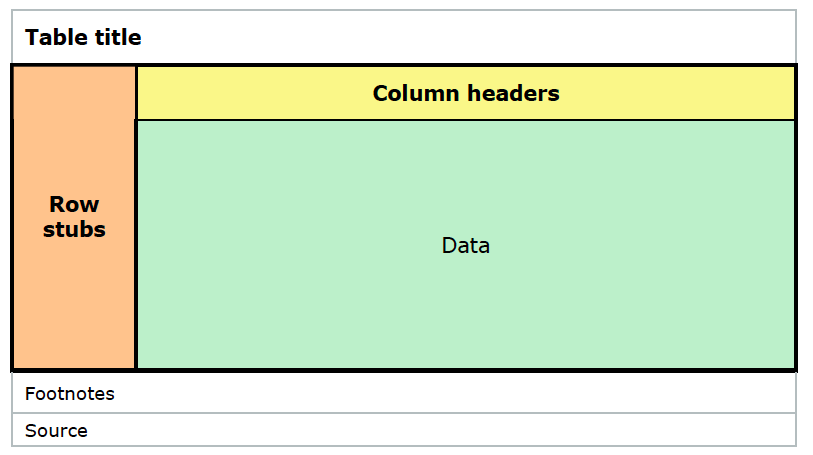 Table title
Column headers
Row
stubs
Data
Footnotes
Source